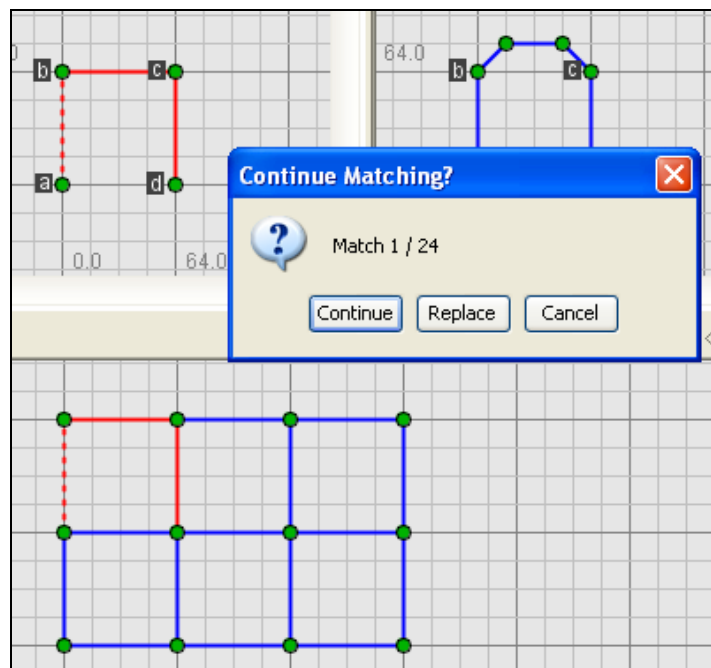 0
b
c
64.0
b
c
a
d
0.0
64.0
Continue Matching?
Match 1 / 24
Continue Replace Cancel